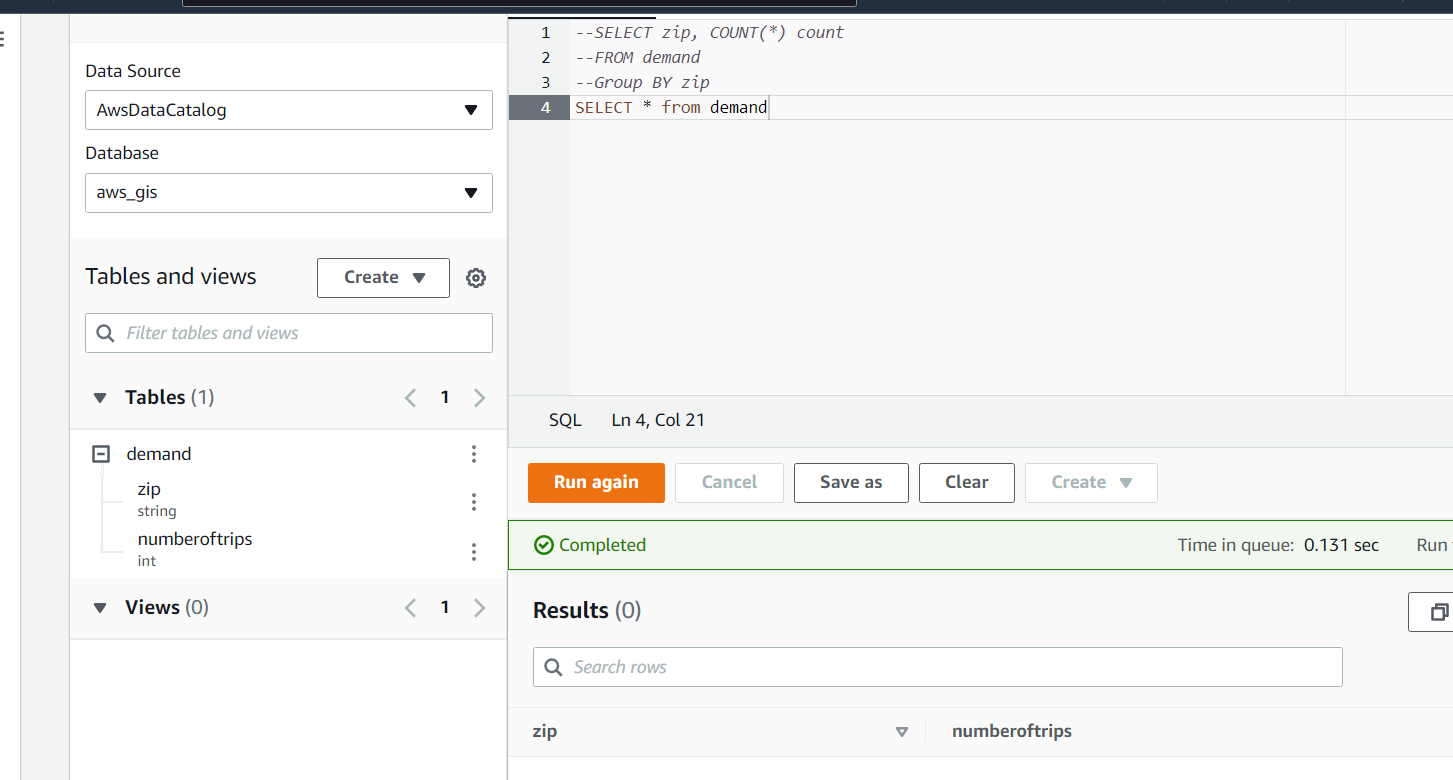 Data Source
AwsDataCatalog
Database
aws_gis
Tables and views
Create
Filter tables and views
Tables (1)
1
demand
zip
string
numberoftrips
int
Views (0)
1
1 --SELECT zip, COUNT(*) count
2 --FROM demand
3 --Group BY zip
4 SELECT * from demand
SQL Ln 4, Col 21
Run again Cancel Save as Clear Create
Completed Time in queue: 0.131 sec Run
Results (0)
Search rows
zip numberoftrips